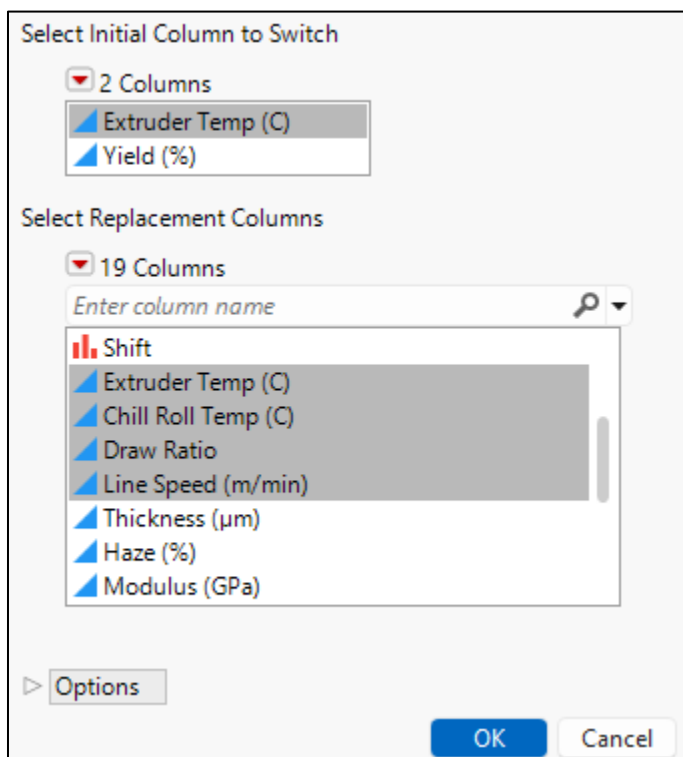 Select Initial Column to Switch
2 Columns
Extruder Temp (C)
Yield (%)
Select Replacement Columns
19 Columns
Enter column name
Shift
Extruder Temp (C)
Chill Roll Temp (C)
Draw Ratio
Line Speed (m/min)
Thickness (μm)
Haze (%)
Modulus (GPa)
Options
OK Cancel